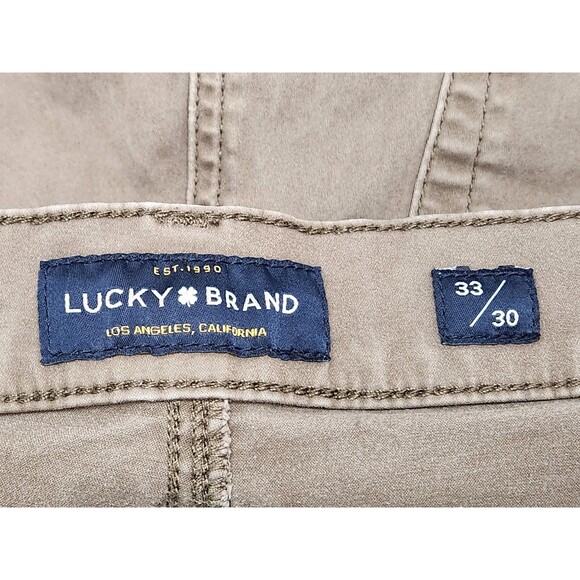 EST. 1990
LUCKY BRAND
LOS ANGELES, CALIFORNIA
33/30